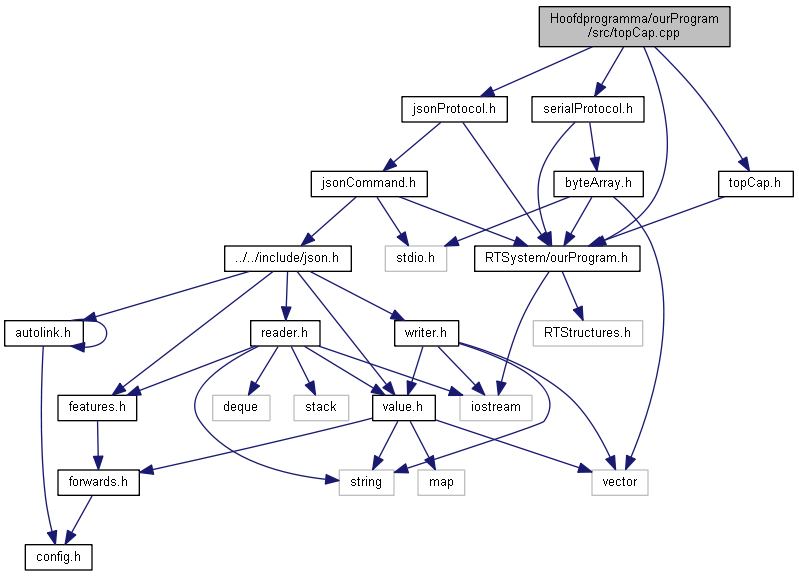 Hoofdprogramma/ourProgram
/src/topCap.cpp
jsonProtocol.h
serialProtocol.h
jsonCommand.h
byteArray.h
topCap.h
../../include/json.h
stdio.h
RTSystem/ourProgram.h
autolink.h
reader.h
writer.h
RTStructures.h
features.h
deque
stack
value.h
iostream
forwards.h
string
map
vector
config.h